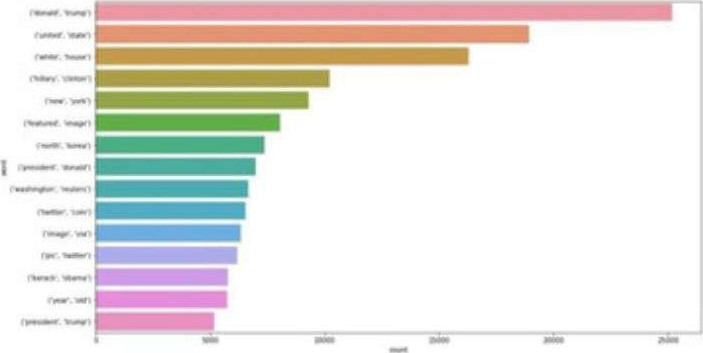 ('donald', 'trump')
('united', 'state')
('white', 'house')
('hillary', 'clinton')
('new', 'york')
('featured', 'image')
('north', 'korea')
('president', 'donald')
('washington', 'reuters')
('twitter', 'com')
('image', 'via')
('pic', 'twitter')
('barack', 'obama')
('year', 'old')
('president', 'trump')
word
0 5000 10000 15000 20000 25000
count